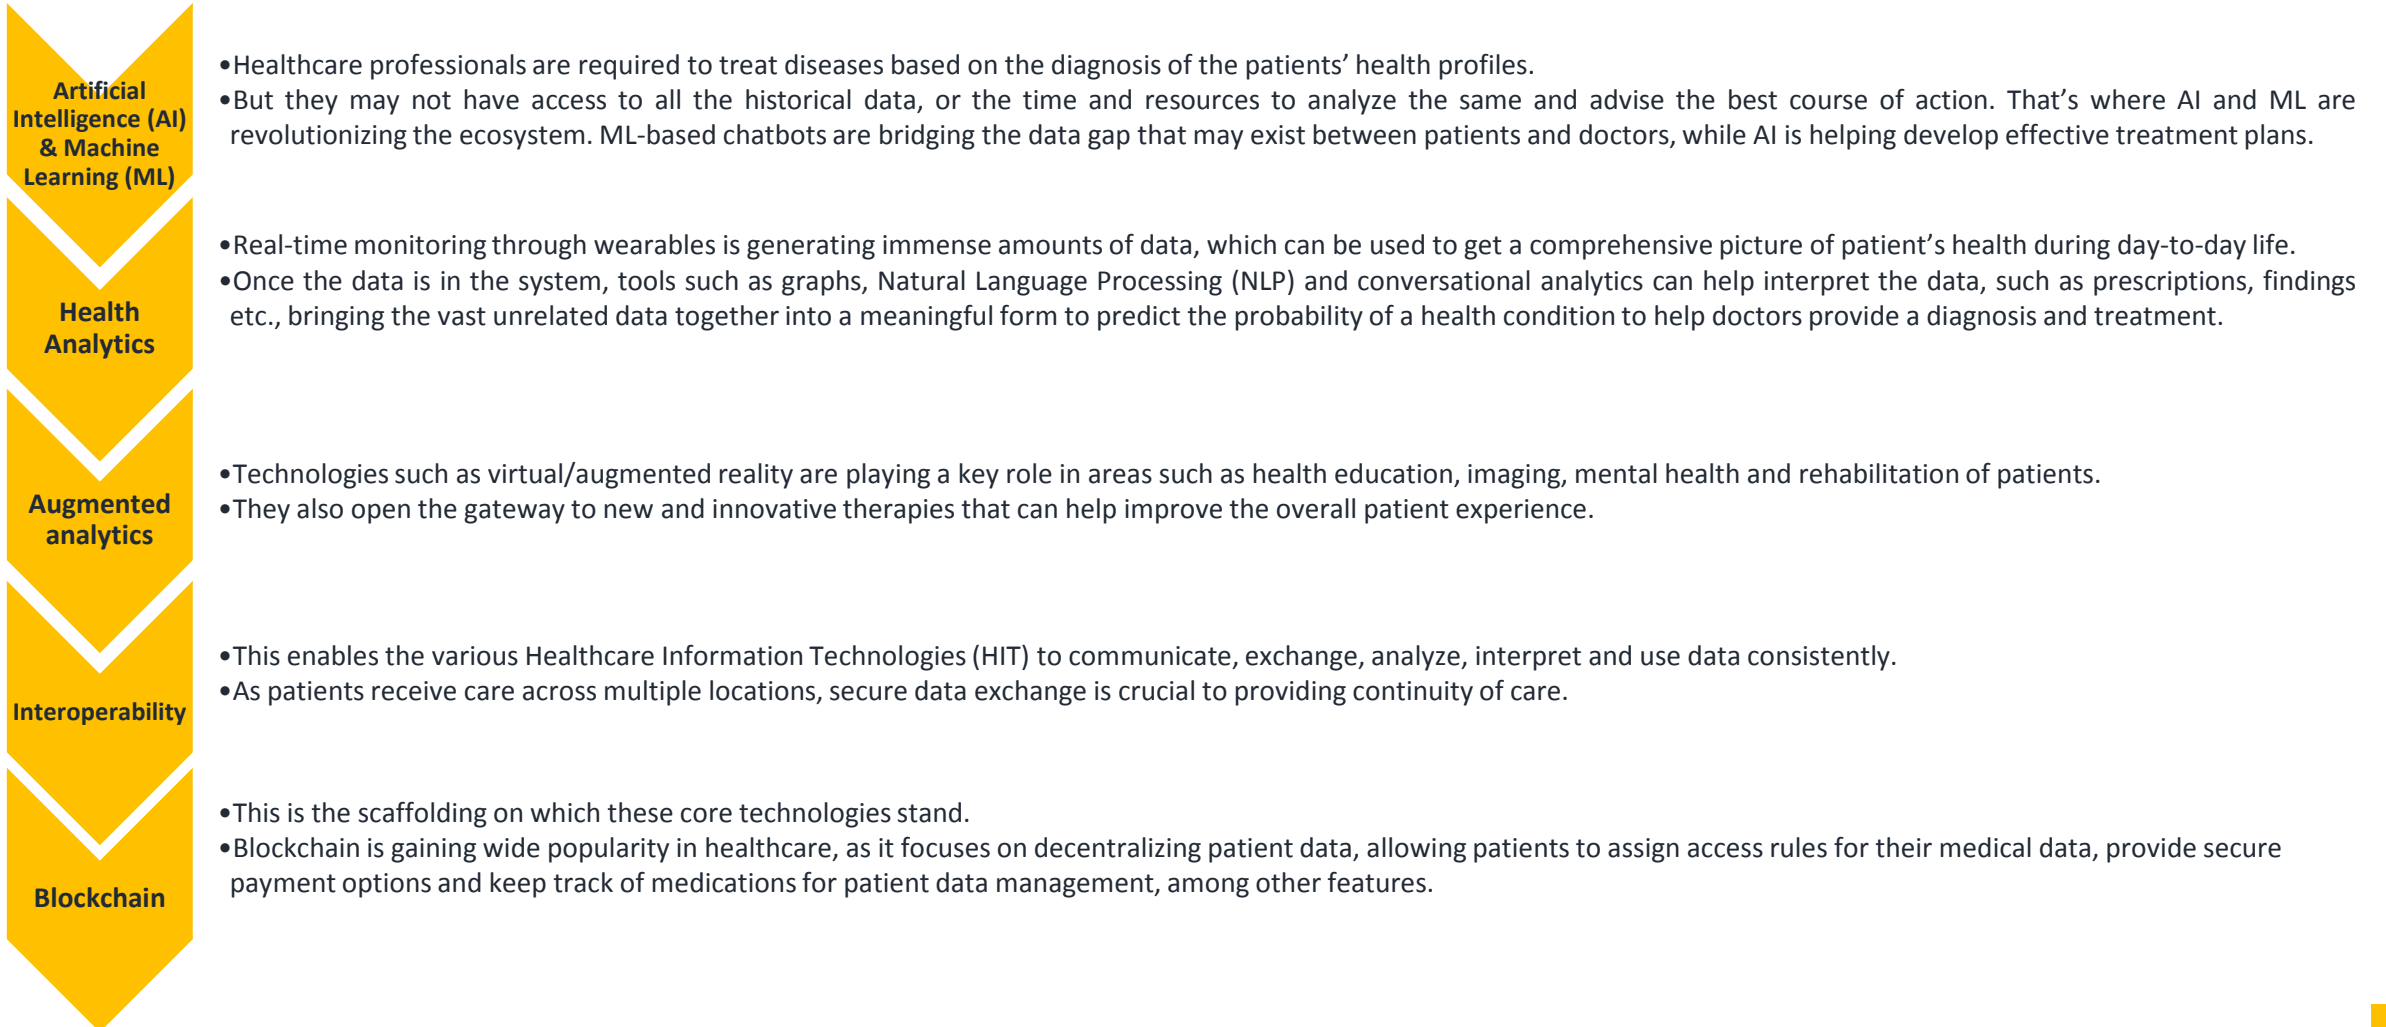 Artificial
Intelligence (AI)
& Machine
Learning (ML)
•Healthcare professionals are required to treat diseases based on the diagnosis of the patients’ health profiles.
•But they may not have access to all the historical data, or the time and resources to analyze the same and advise the best course of action. That’s where AI and ML are
revolutionizing the ecosystem. ML-based chatbots are bridging the data gap that may exist between patients and doctors, while AI is helping develop effective treatment plans.
Health
Analytics
•Real-time monitoring through wearables is generating immense amounts of data, which can be used to get a comprehensive picture of patient’s health during day-to-day life.
•Once the data is in the system, tools such as graphs, Natural Language Processing (NLP) and conversational analytics can help interpret the data, such as prescriptions, findings
etc., bringing the vast unrelated data together into a meaningful form to predict the probability of a health condition to help doctors provide a diagnosis and treatment.
Augmented
analytics
•Technologies such as virtual/augmented reality are playing a key role in areas such as health education, imaging, mental health and rehabilitation of patients.
•They also open the gateway to new and innovative therapies that can help improve the overall patient experience.
Interoperability
•This enables the various Healthcare Information Technologies (HIT) to communicate, exchange, analyze, interpret and use data consistently.
•As patients receive care across multiple locations, secure data exchange is crucial to providing continuity of care.
Blockchain
•This is the scaffolding on which these core technologies stand.
•Blockchain is gaining wide popularity in healthcare, as it focuses on decentralizing patient data, allowing patients to assign access rules for their medical data, provide secure
payment options and keep track of medications for patient data management, among other features.